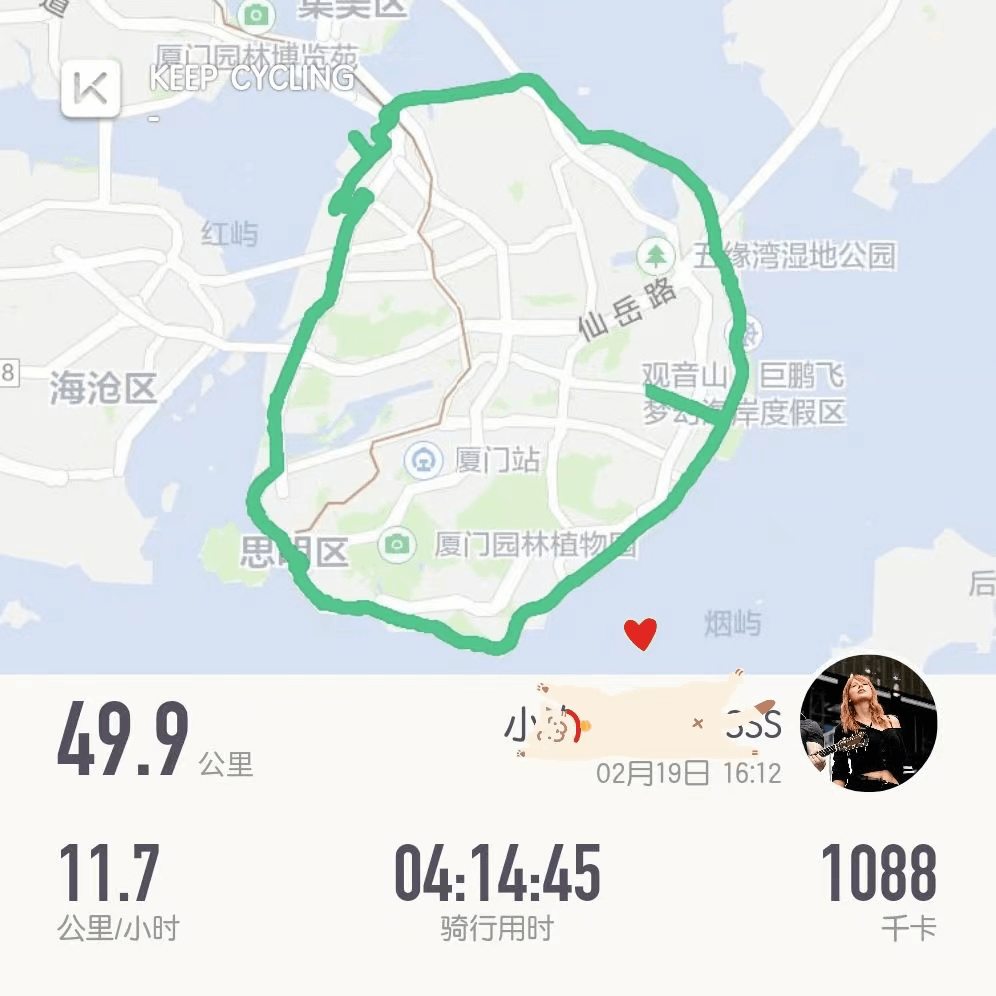 集美区
厦门园林博览苑
KEEP CYCLING
红屿
五缘湾湿地公园
仙岳路
8
海沧区
观音山 巨鹏飞
梦幻海岸度假区
厦门站
思明区
厦门园林植物园
后
烟屿
49.9 公里
小 SSS
02月19日 16:12
11.7
公里/小时
04:14:45
骑行用时
1088
千卡